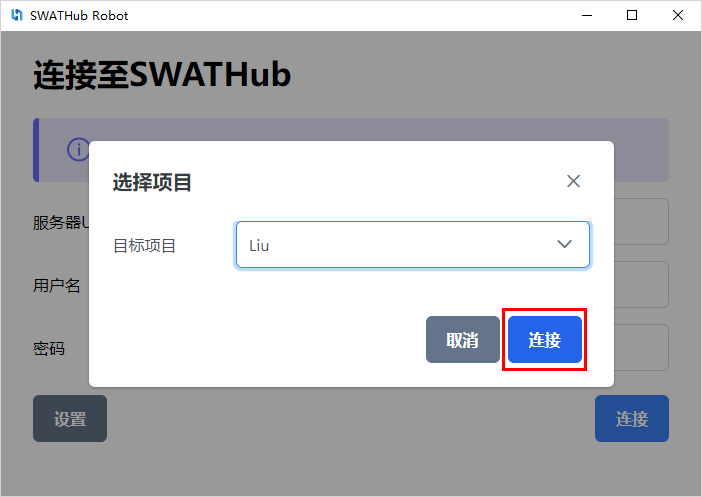 SWATHub Robot
连接至SWATHub
选择项目
服务器U
目标项目
Liu
用户名
取消
连接
密码
设置
连接